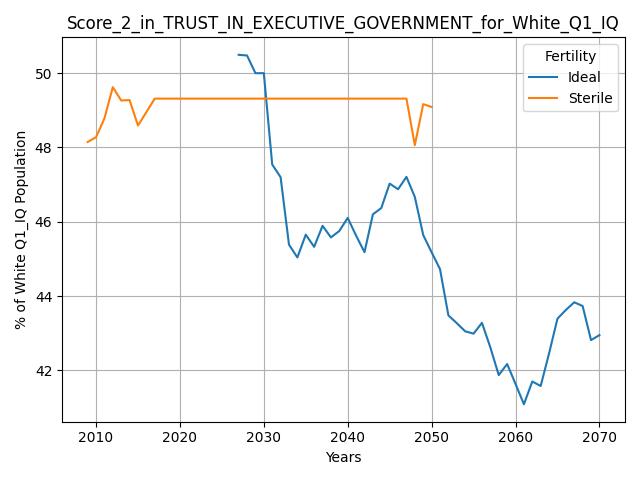 Score_2_in_TRUST_IN_EXECUTIVE_GOVERNMENT_for_White_Q1_IQ
Fertility
Ideal
Sterile
% of White Q1_IQ Population
50
48
46
44
42
2010 2020 2030 2040 2050 2060 2070
Years